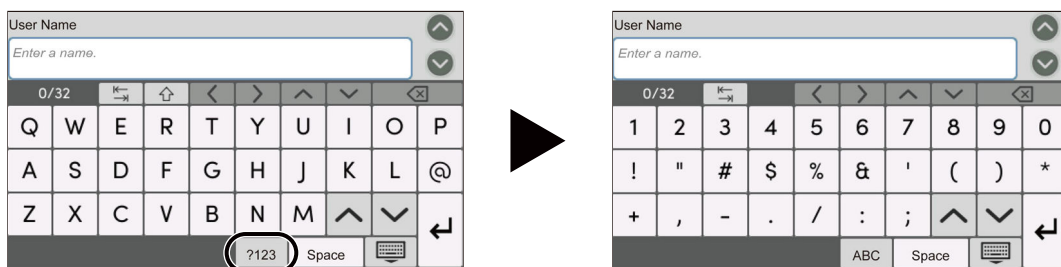 User Name
Enter a name.
0/32
Q W E R T Y U I O P
A S D F G H J K L @
Z X C V B N M
?123 Space
User Name
Enter a name.
0/32
1 2 3 4 5 6 7 8 9 0
! " # $ % & ' ( ) *
+ , - . / : ;
ABC Space